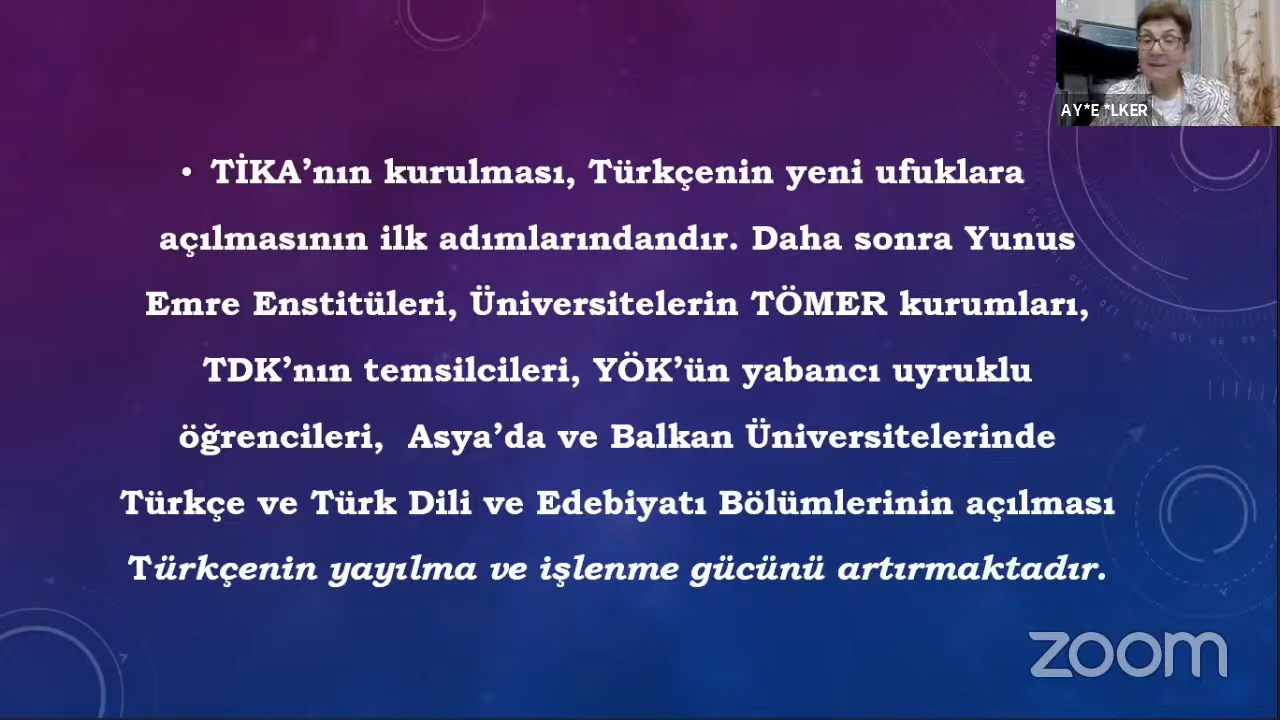 AY*E *LKER
• TİKA’nın kurulması, Türkçenin yeni ufuklara
açılmasının ilk adımlarındandır. Daha sonra Yunus
Emre Enstitüleri, Üniversitelerin TÖMER kurumları,
TDK’nın temsilcileri, YÖK’ün yabancı uyruklu
öğrencileri,  Asya’da ve Balkan Üniversitelerinde
Türkçe ve Türk Dili ve Edebiyatı Bölümlerinin açılması
Türkçenin yayılma ve işlenme gücünü artırmaktadır.
zoom